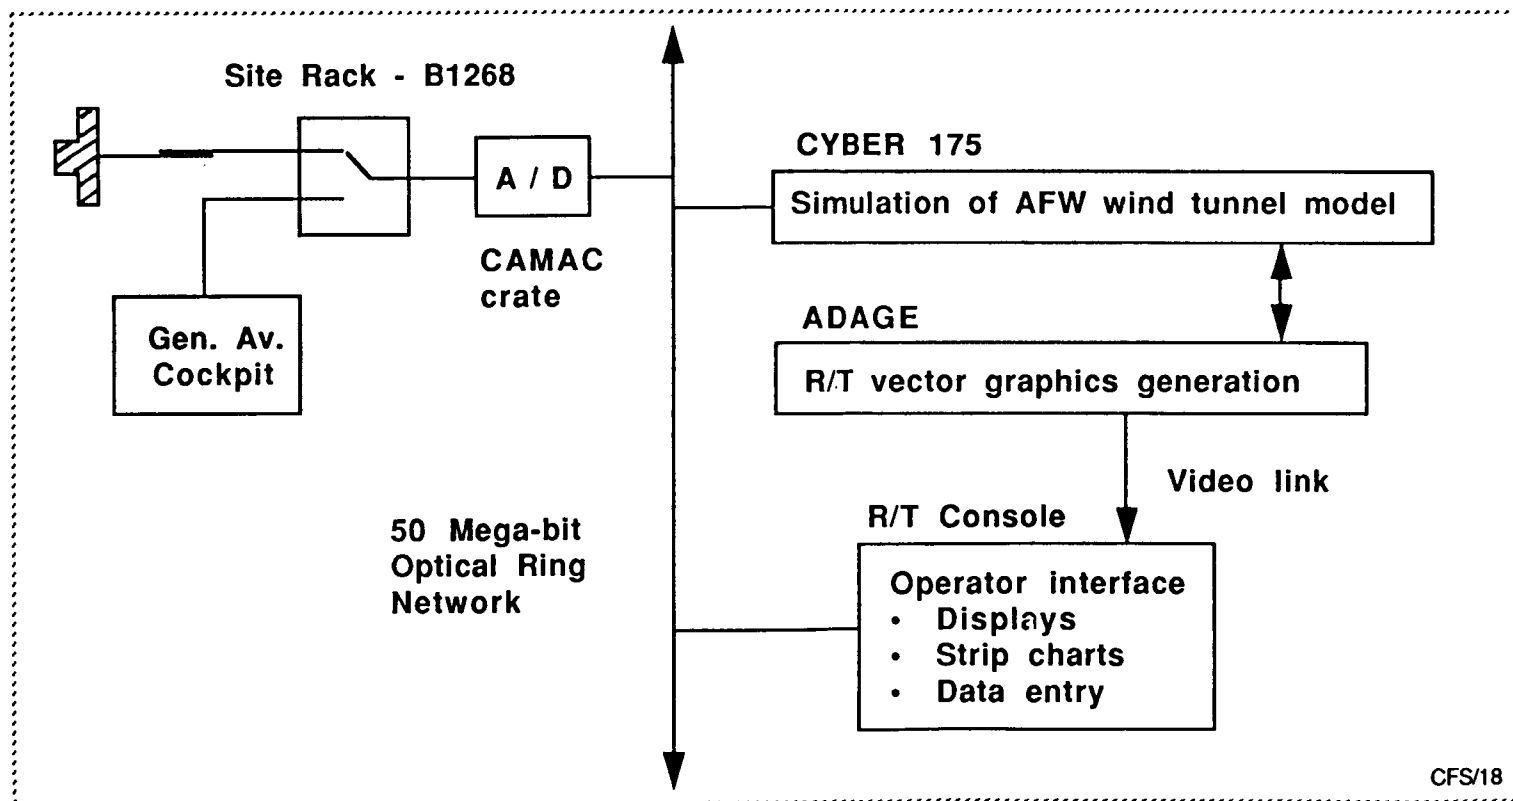 Site Rack - B1268
A / D
CAMAC
crate
Gen. Av.
Cockpit
50 Mega-bit
Optical Ring
Network
CYBER 175
Simulation of AFW wind tunnel model
ADAGE
R/T vector graphics generation
Video link
R/T Console
Operator interface
• Displays
• Strip charts
• Data entry
CFS/18